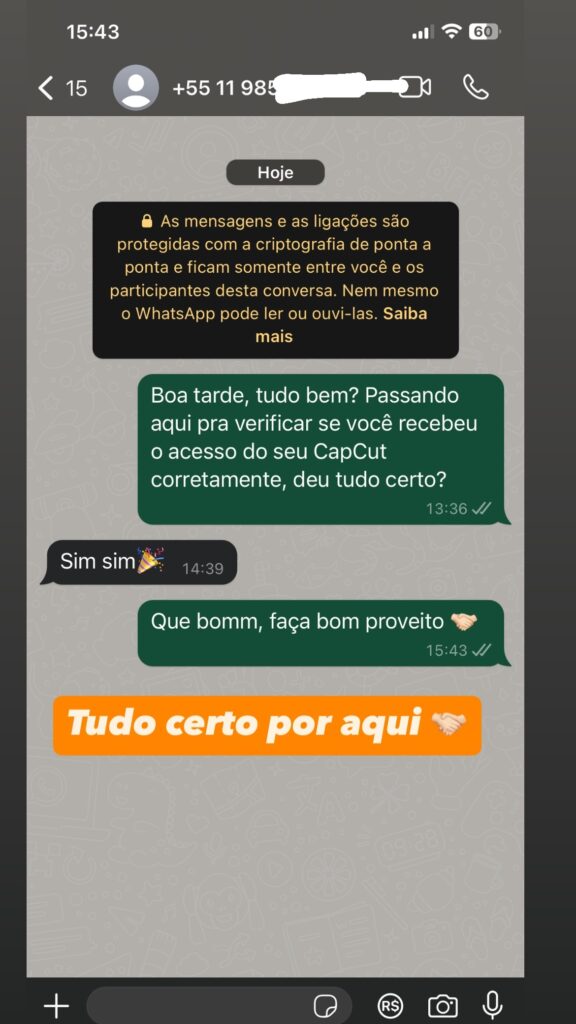 15:43
60
15
+55 11 985
Hoje
As mensagens e as ligações são
protegidas com a criptografia de ponta a
ponta e ficam somente entre você e os
participantes desta conversa. Nem mesmo
o WhatsApp pode ler ou ouvi-las. Saiba
mais
Boa tarde, tudo bem? Passando
aqui pra verificar se você recebeu
o acesso do seu CapCut
corretamente, deu tudo certo?
13:36
Sim sim🎉
14:39
Que bomm, faça bom proveito 🤝🏻
15:43
Tudo certo por aqui 🤝🏻
R$